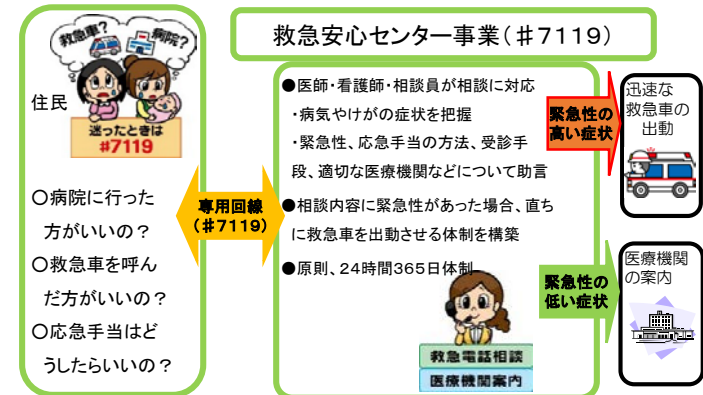 救急安心センター事業(♯7119)
救急車?
病院?
住民
迷ったときは
#7119
○病院に行った
方がいいの?
○救急車を呼ん
だ方がいいの?
○応急手当はど
うしたらいいの?
専用回線
(♯7119)
●医師・看護師・相談員が相談に対応
・病気やけがの症状を把握
・緊急性、応急手当の方法、受診手
段、適切な医療機関などについて助言
●相談内容に緊急性があった場合、直ち
に救急車を出動させる体制を構築
●原則、24時間365日体制
救急電話相談
医療機関案内
緊急性の
高い症状
迅速な
救急車の
出動
緊急性の
低い症状
医療機関
の案内